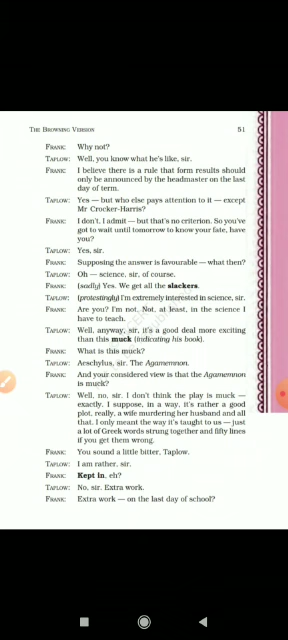 THE BROWNING VERSION 51
FRANK: Why not?
TAPLOW: Well, you know what he's like, sir.
FRANK: I believe there is a rule that form results should
only be announced by the headmaster on the last
day of term.
TAPLOW: Yes — but who else pays attention to it — except
Mr Crocker-Harris?
FRANK: I don't, I admit — but that's no criterion. So you've
got to wait until tomorrow to know your fate, have
you?
TAPLOW: Yes, sir.
FRANK: Supposing the answer is favourable — what then?
TAPLOW: Oh — science, sir, of course.
FRANK: (sadly) Yes. We get all the slackers.
TAPLOW: (protestingly) I'm extremely interested in science, sir.
FRANK: Are you? I'm not. Not, at least, in the science I
have to teach.
TAPLOW: Well, anyway, sir, it's a good deal more exciting
than this muck (indicating his book).
FRANK: What is this muck?
TAPLOW: Aeschylus, sir. The Agamemnon.
FRANK: And your considered view is that the Agamemnon
is muck?
TAPLOW: Well, no, sir. I don't think the play is muck —
exactly. I suppose, in a way, it's rather a good
plot, really, a wife murdering her husband and all
that. I only meant the way it's taught to us — just
a lot of Greek words strung together and fifty lines
if you get them wrong.
FRANK: You sound a little bitter, Taplow.
TAPLOW: I am rather, sir.
FRANK: Kept in, eh?
TAPLOW: No, sir. Extra work.
FRANK: Extra work — on the last day of school?